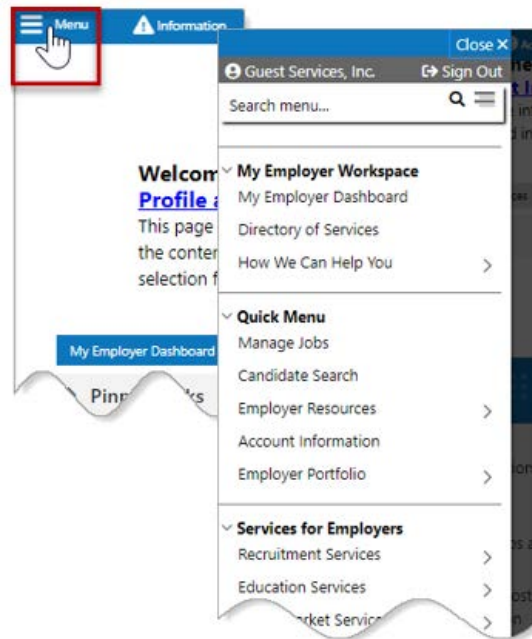 Menu
Information
Close ×
Guest Services, Inc.
Sign Out
Search menu...
Welcom
Profile a
This page
the conter
selection f
My Employer Dashboard
My Employer Workspace
My Employer Dashboard
Directory of Services
How We Can Help You
Quick Menu
Manage Jobs
Candidate Search
Employer Resources
Account Information
Employer Portfolio
Services for Employers
Recruitment Services
Education Services